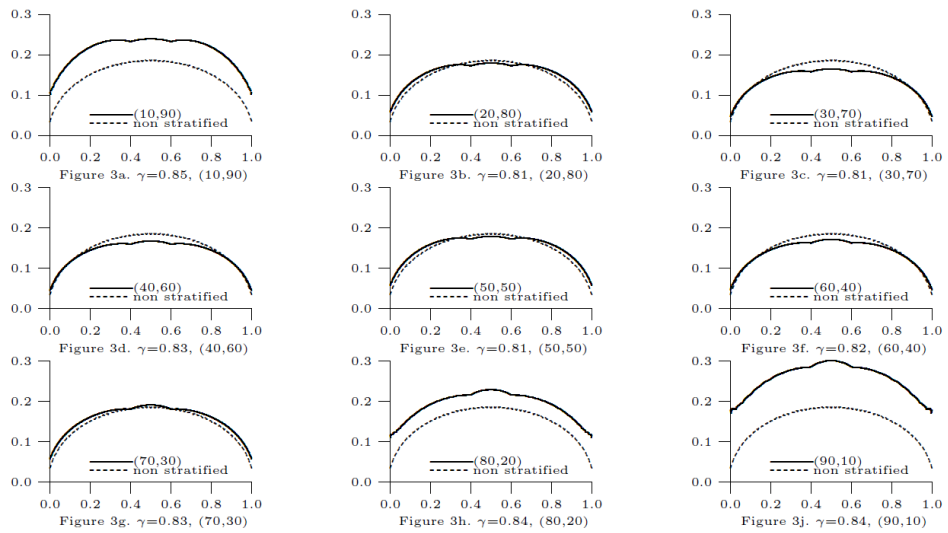 0.3 0.3 0.3
0.2 0.2 0.2
0.1 0.1 0.1
(10,90) (20,80) (30,70)
non stratified non stratified non stratified
0.0 0.0 0.0
0.0 0.2 0.4 0.6 0.8 1.0 0.0 0.2 0.4 0.6 0.8 1.0 0.0 0.2 0.4 0.6 0.8 1.0
Figure 3a. γ=0.85, (10,90) Figure 3b. γ=0.81, (20,80) Figure 3c. γ=0.81, (30,70)
0.3 0.3 0.3
0.2 0.2 0.2
0.1 0.1 0.1
(40,60) (50,50) (60,40)
non stratified non stratified non stratified
0.0 0.0 0.0
0.0 0.2 0.4 0.6 0.8 1.0 0.0 0.2 0.4 0.6 0.8 1.0 0.0 0.2 0.4 0.6 0.8 1.0
Figure 3d. γ=0.83, (40,60) Figure 3e. γ=0.81, (50,50) Figure 3f. γ=0.82, (60,40)
0.3 0.3 0.3
0.2 0.2 0.2
0.1 0.1 0.1
(70,30) (80,20) (90,10)
non stratified non stratified non stratified
0.0 0.0 0.0
0.0 0.2 0.4 0.6 0.8 1.0 0.0 0.2 0.4 0.6 0.8 1.0 0.0 0.2 0.4 0.6 0.8 1.0
Figure 3g. γ=0.83, (70,30) Figure 3h. γ=0.84, (80,20) Figure 3j. γ=0.84, (90,10)